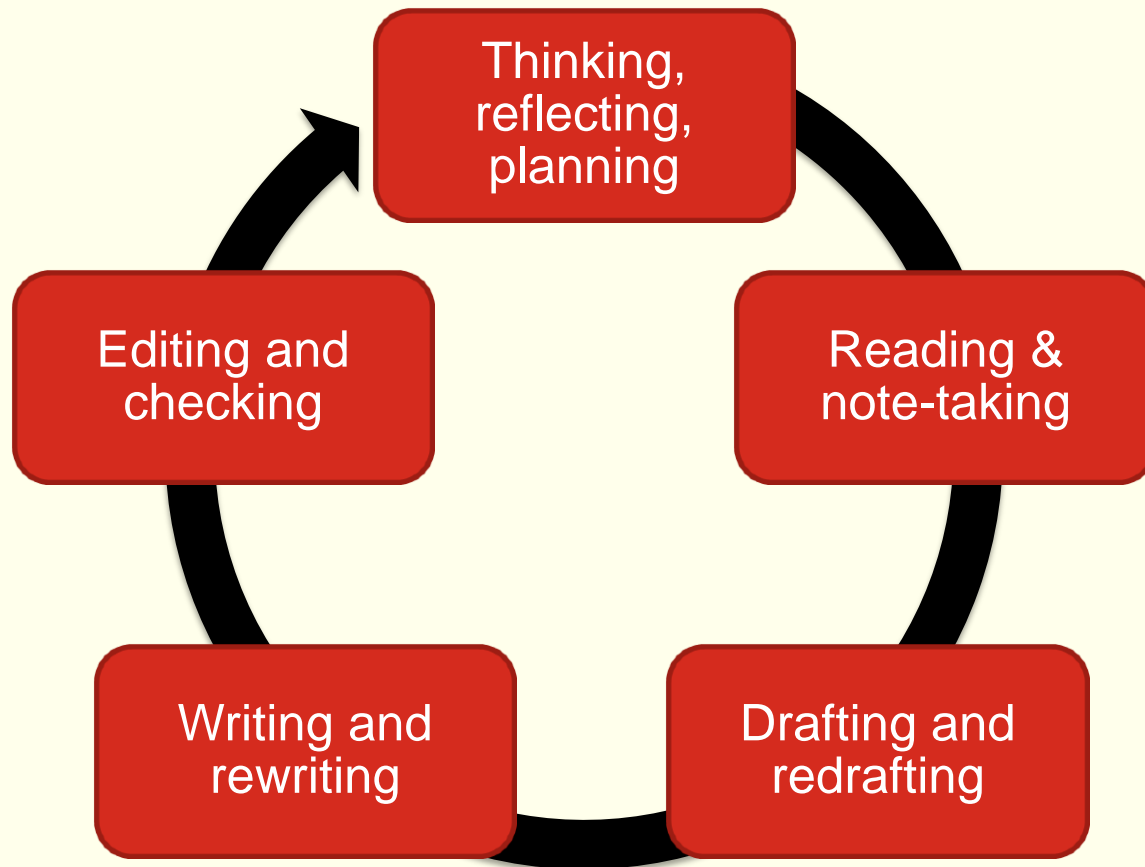 Thinking,
reflecting,
planning
Reading &
note-taking
Drafting and
redrafting
Writing and
rewriting
Editing and
checking